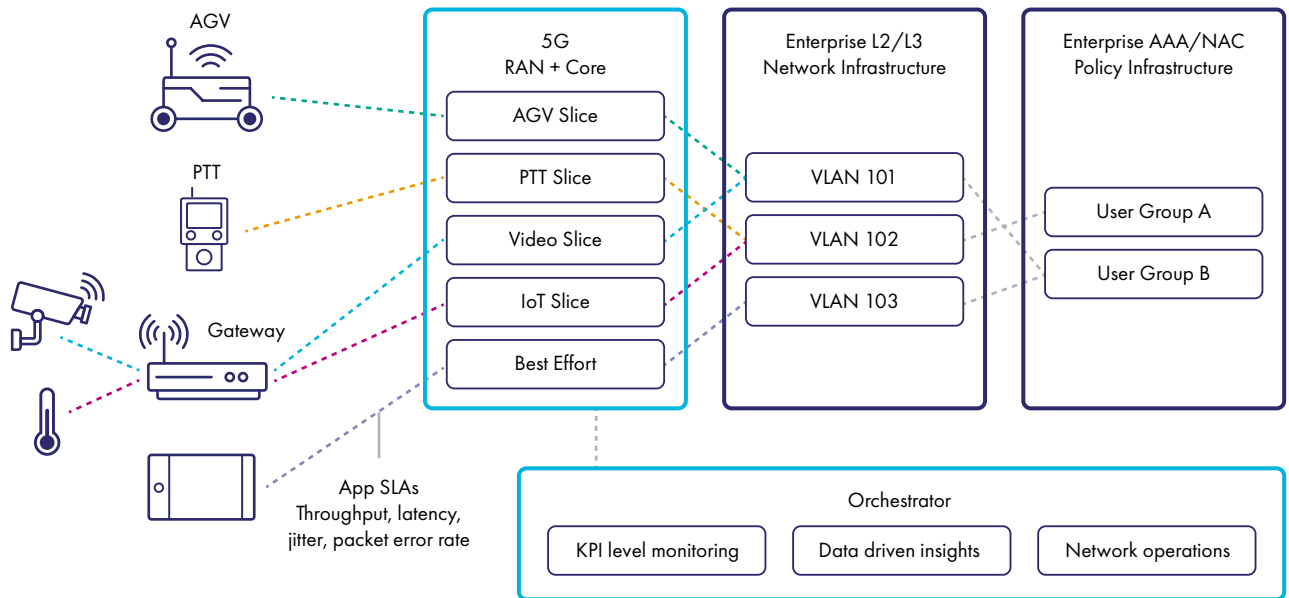 AGV
PTT
Gateway
App SLAs
Throughput, latency,
jitter, packet error rate
5G
RAN + Core
AGV Slice
PTT Slice
Video Slice
IoT Slice
Best Effort
Enterprise L2/L3
Network Infrastructure
VLAN 101
VLAN 102
VLAN 103
Enterprise AAA/NAC
Policy Infrastructure
User Group A
User Group B
Orchestrator
KPI level monitoring
Data driven insights
Network operations